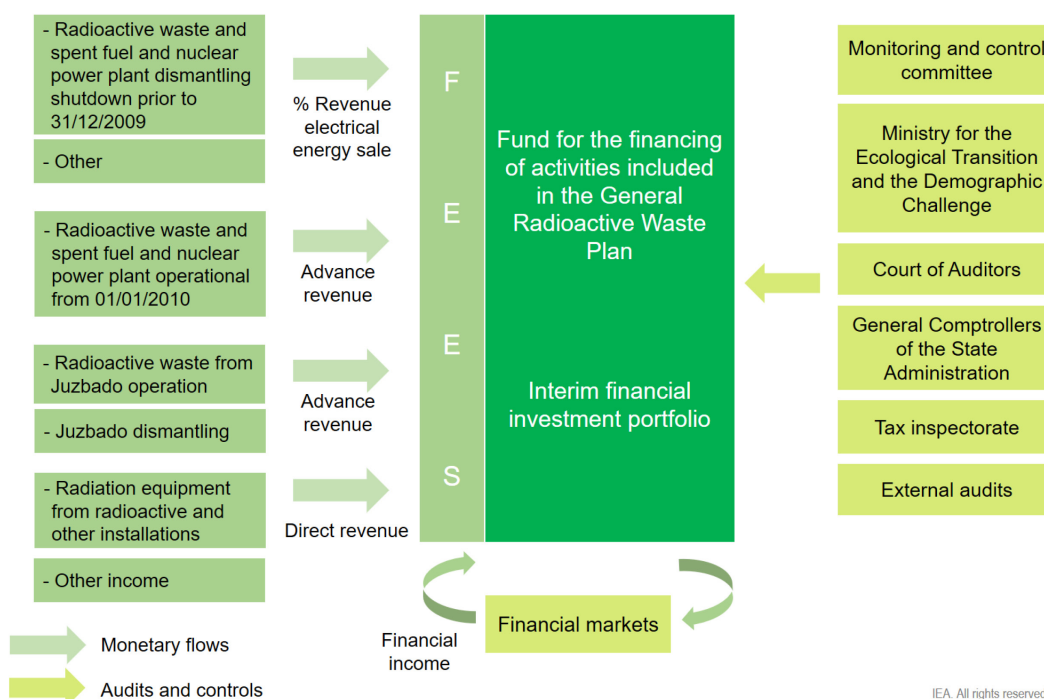 - Radioactive waste and
spent fuel and nuclear
power plant dismantling
shutdown prior to
31/12/2009
- Other
% Revenue
electrical
energy sale
- Radioactive waste and
spent fuel and nuclear
power plant operational
from 01/01/2010
Advance
revenue
- Radioactive waste from
Juzbado operation
- Juzbado dismantling
Advance
revenue
- Radiation equipment
from radioactive and
other installations
- Other income
Direct revenue
F
E
E
S
Fund for the financing
of activities included
in the General
Radioactive Waste
Plan
Interim financial
investment portfolio
Financial markets
Financial
income
Monitoring and control
committee
Ministry for the
Ecological Transition
and the Demographic
Challenge
Court of Auditors
General Comptrollers
of the State
Administration
Tax inspectorate
External audits
Monetary flows
Audits and controls
IEA. All rights reserved.